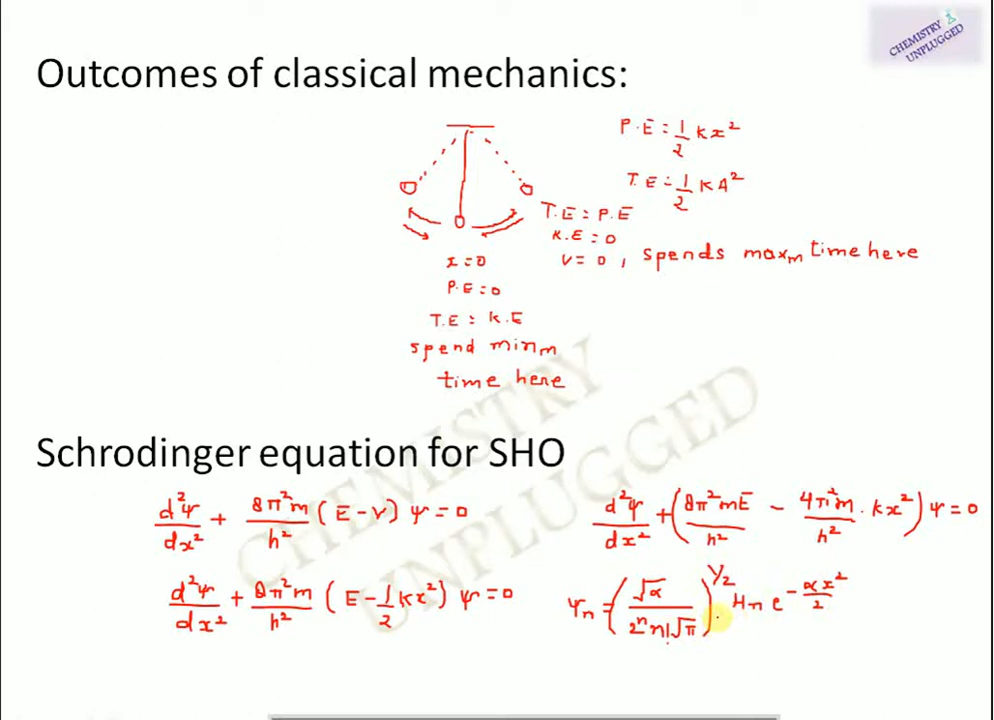 CHEMISTRY
UNPLUGGED
Outcomes of classical mechanics:
P.E = 1/2 kx²
T.E = 1/2 KA²
T.E = P.E
K.E = 0
V = 0, spends maxm time here
x = 0
P.E = 0
T.E = K.E
spend minm
time here
CHEMISTRY
UNPLUGGED
Schrodinger equation for SHO
d²Ψ/dx² + 8π²m/h² (E-V) Ψ = 0
d²Ψ/dx² + 8π²m/h² (E - 1/2 kx²) Ψ = 0
d²Ψ/dx² + (8π²mE/h² - 4π²m/h² . kx²) Ψ = 0
Ψn = (√α / 2ⁿ n! √π)^1/2 Hn e^-αx²/2